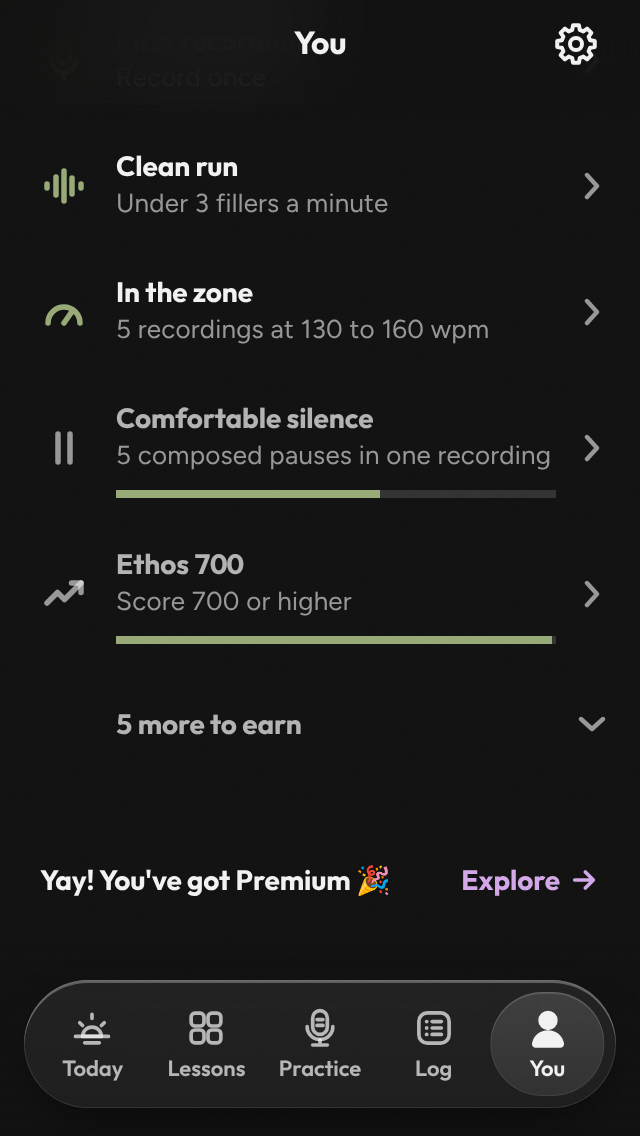 You
Record once
Clean run
Under 3 fillers a minute
In the zone
5 recordings at 130 to 160 wpm
Comfortable silence
5 composed pauses in one recording
Ethos 700
Score 700 or higher
5 more to earn
Yay! You've got Premium 🎉
Explore →
Today
Lessons
Practice
Log
You